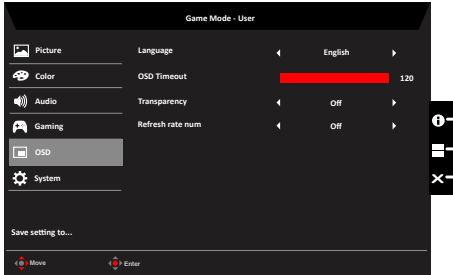 Game Mode - User
Picture
Color
Audio
Gaming
OSD
System
Language English
OSD Timeout 120
Transparency Off
Refresh rate num Off
Save setting to...
Move Enter